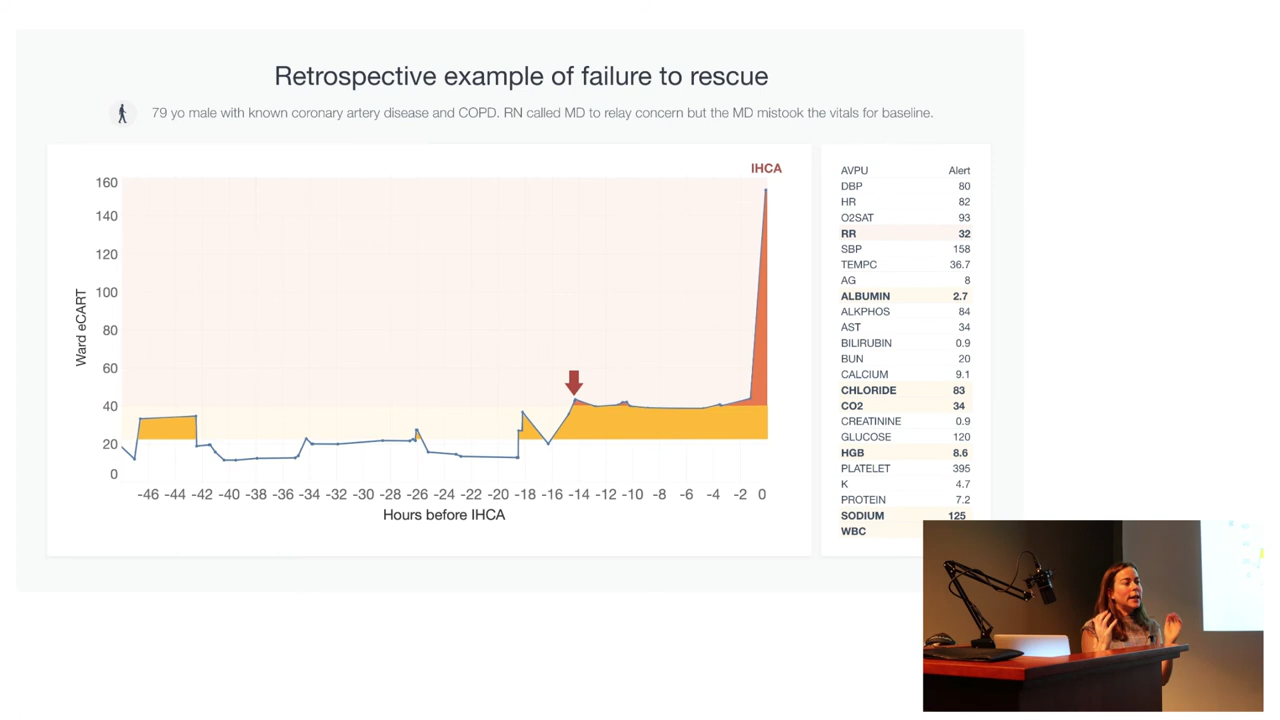 Retrospective example of failure to rescue
79 yo male with known coronary artery disease and COPD. RN called MD to relay concern but the MD mistook the vitals for baseline.
IHCA
160
140
120
100
80
60
40
20
0
Ward eCART
-46 -44 -42 -40 -38 -36 -34 -32 -30 -28 -26 -24 -22 -20 -18 -16 -14 -12 -10 -8 -6 -4 -2 0
Hours before IHCA
AVPU Alert
DBP 80
HR 82
O2SAT 93
RR 32
SBP 158
TEMPC 36.7
AG 8
ALBUMIN 2.7
ALKPHOS 84
AST 34
BILIRUBIN 0.9
BUN 20
CALCIUM 9.1
CHLORIDE 83
CO2 34
CREATININE 0.9
GLUCOSE 120
HGB 8.6
PLATELET 395
K 4.7
PROTEIN 7.2
SODIUM 125
WBC